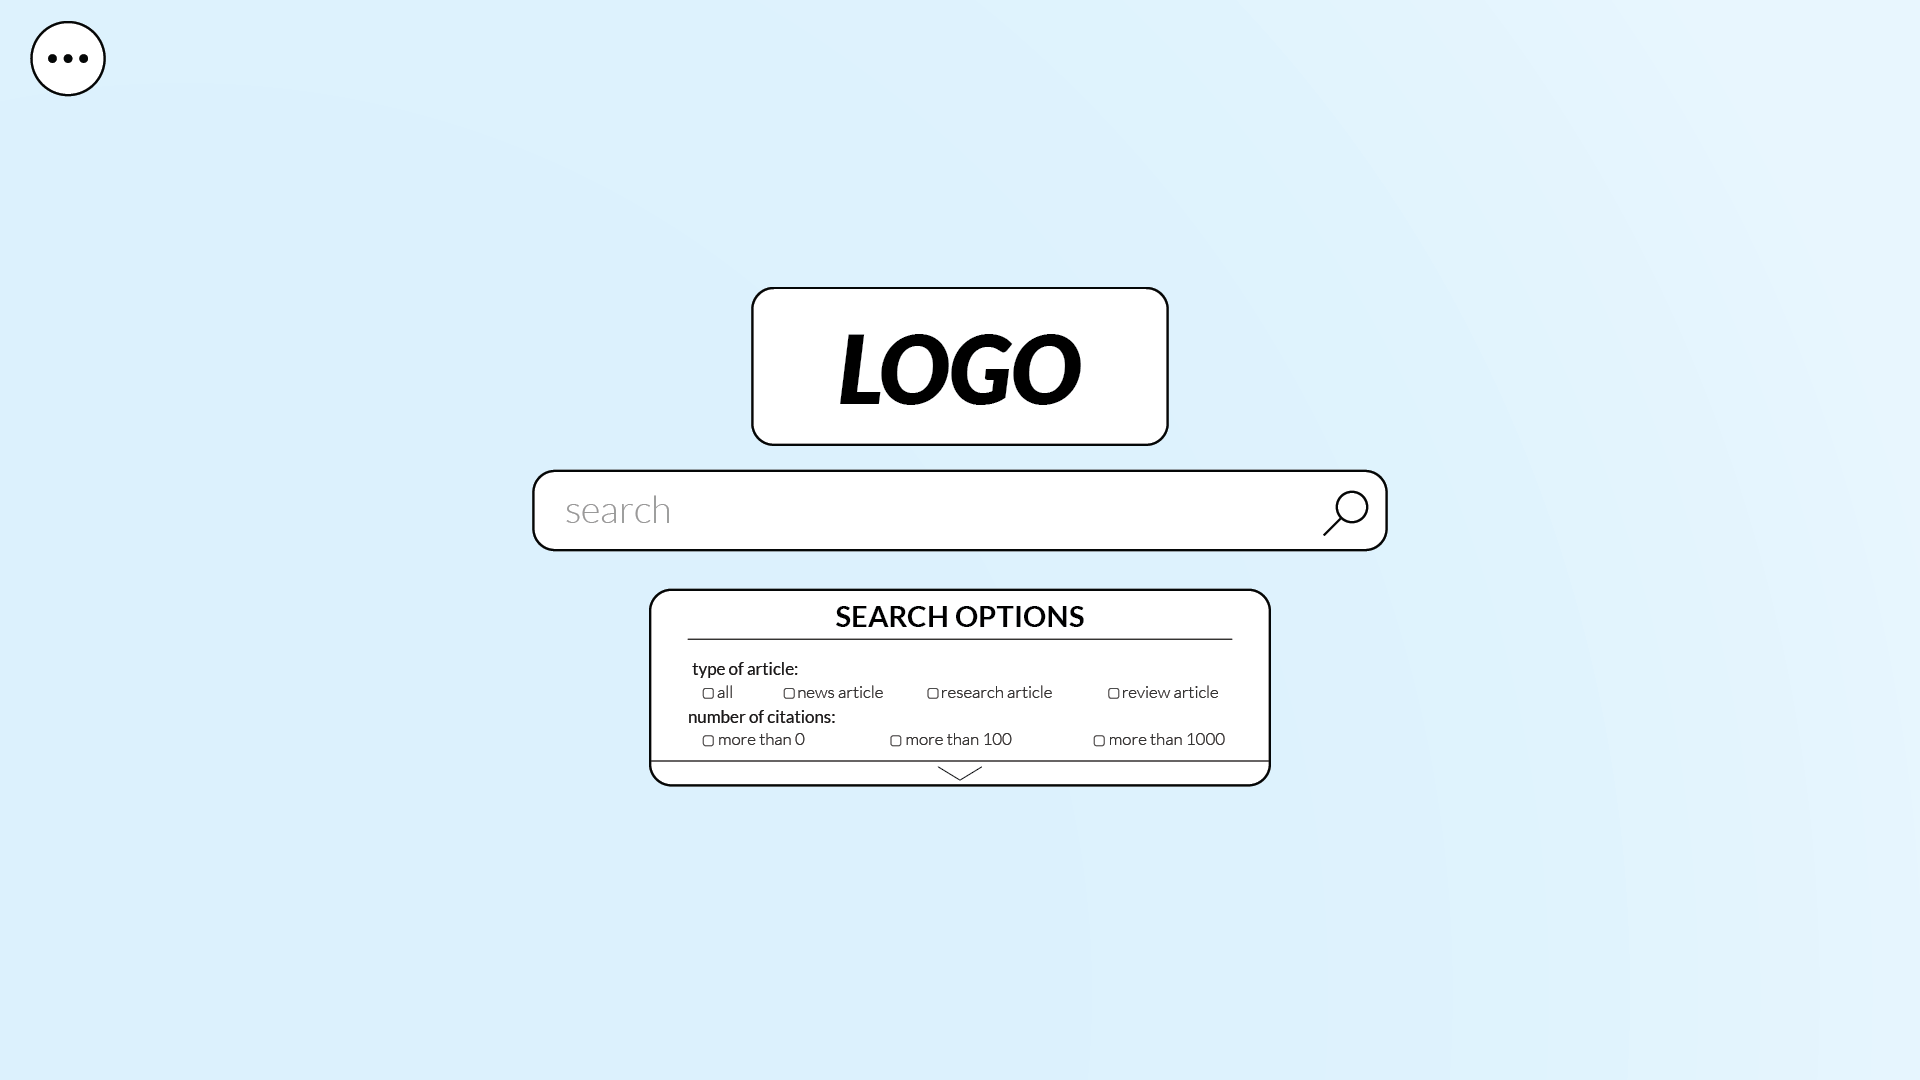 LOGO
search
SEARCH OPTIONS
type of article:
all news article research article review article
number of citations:
more than 0 more than 100 more than 1000